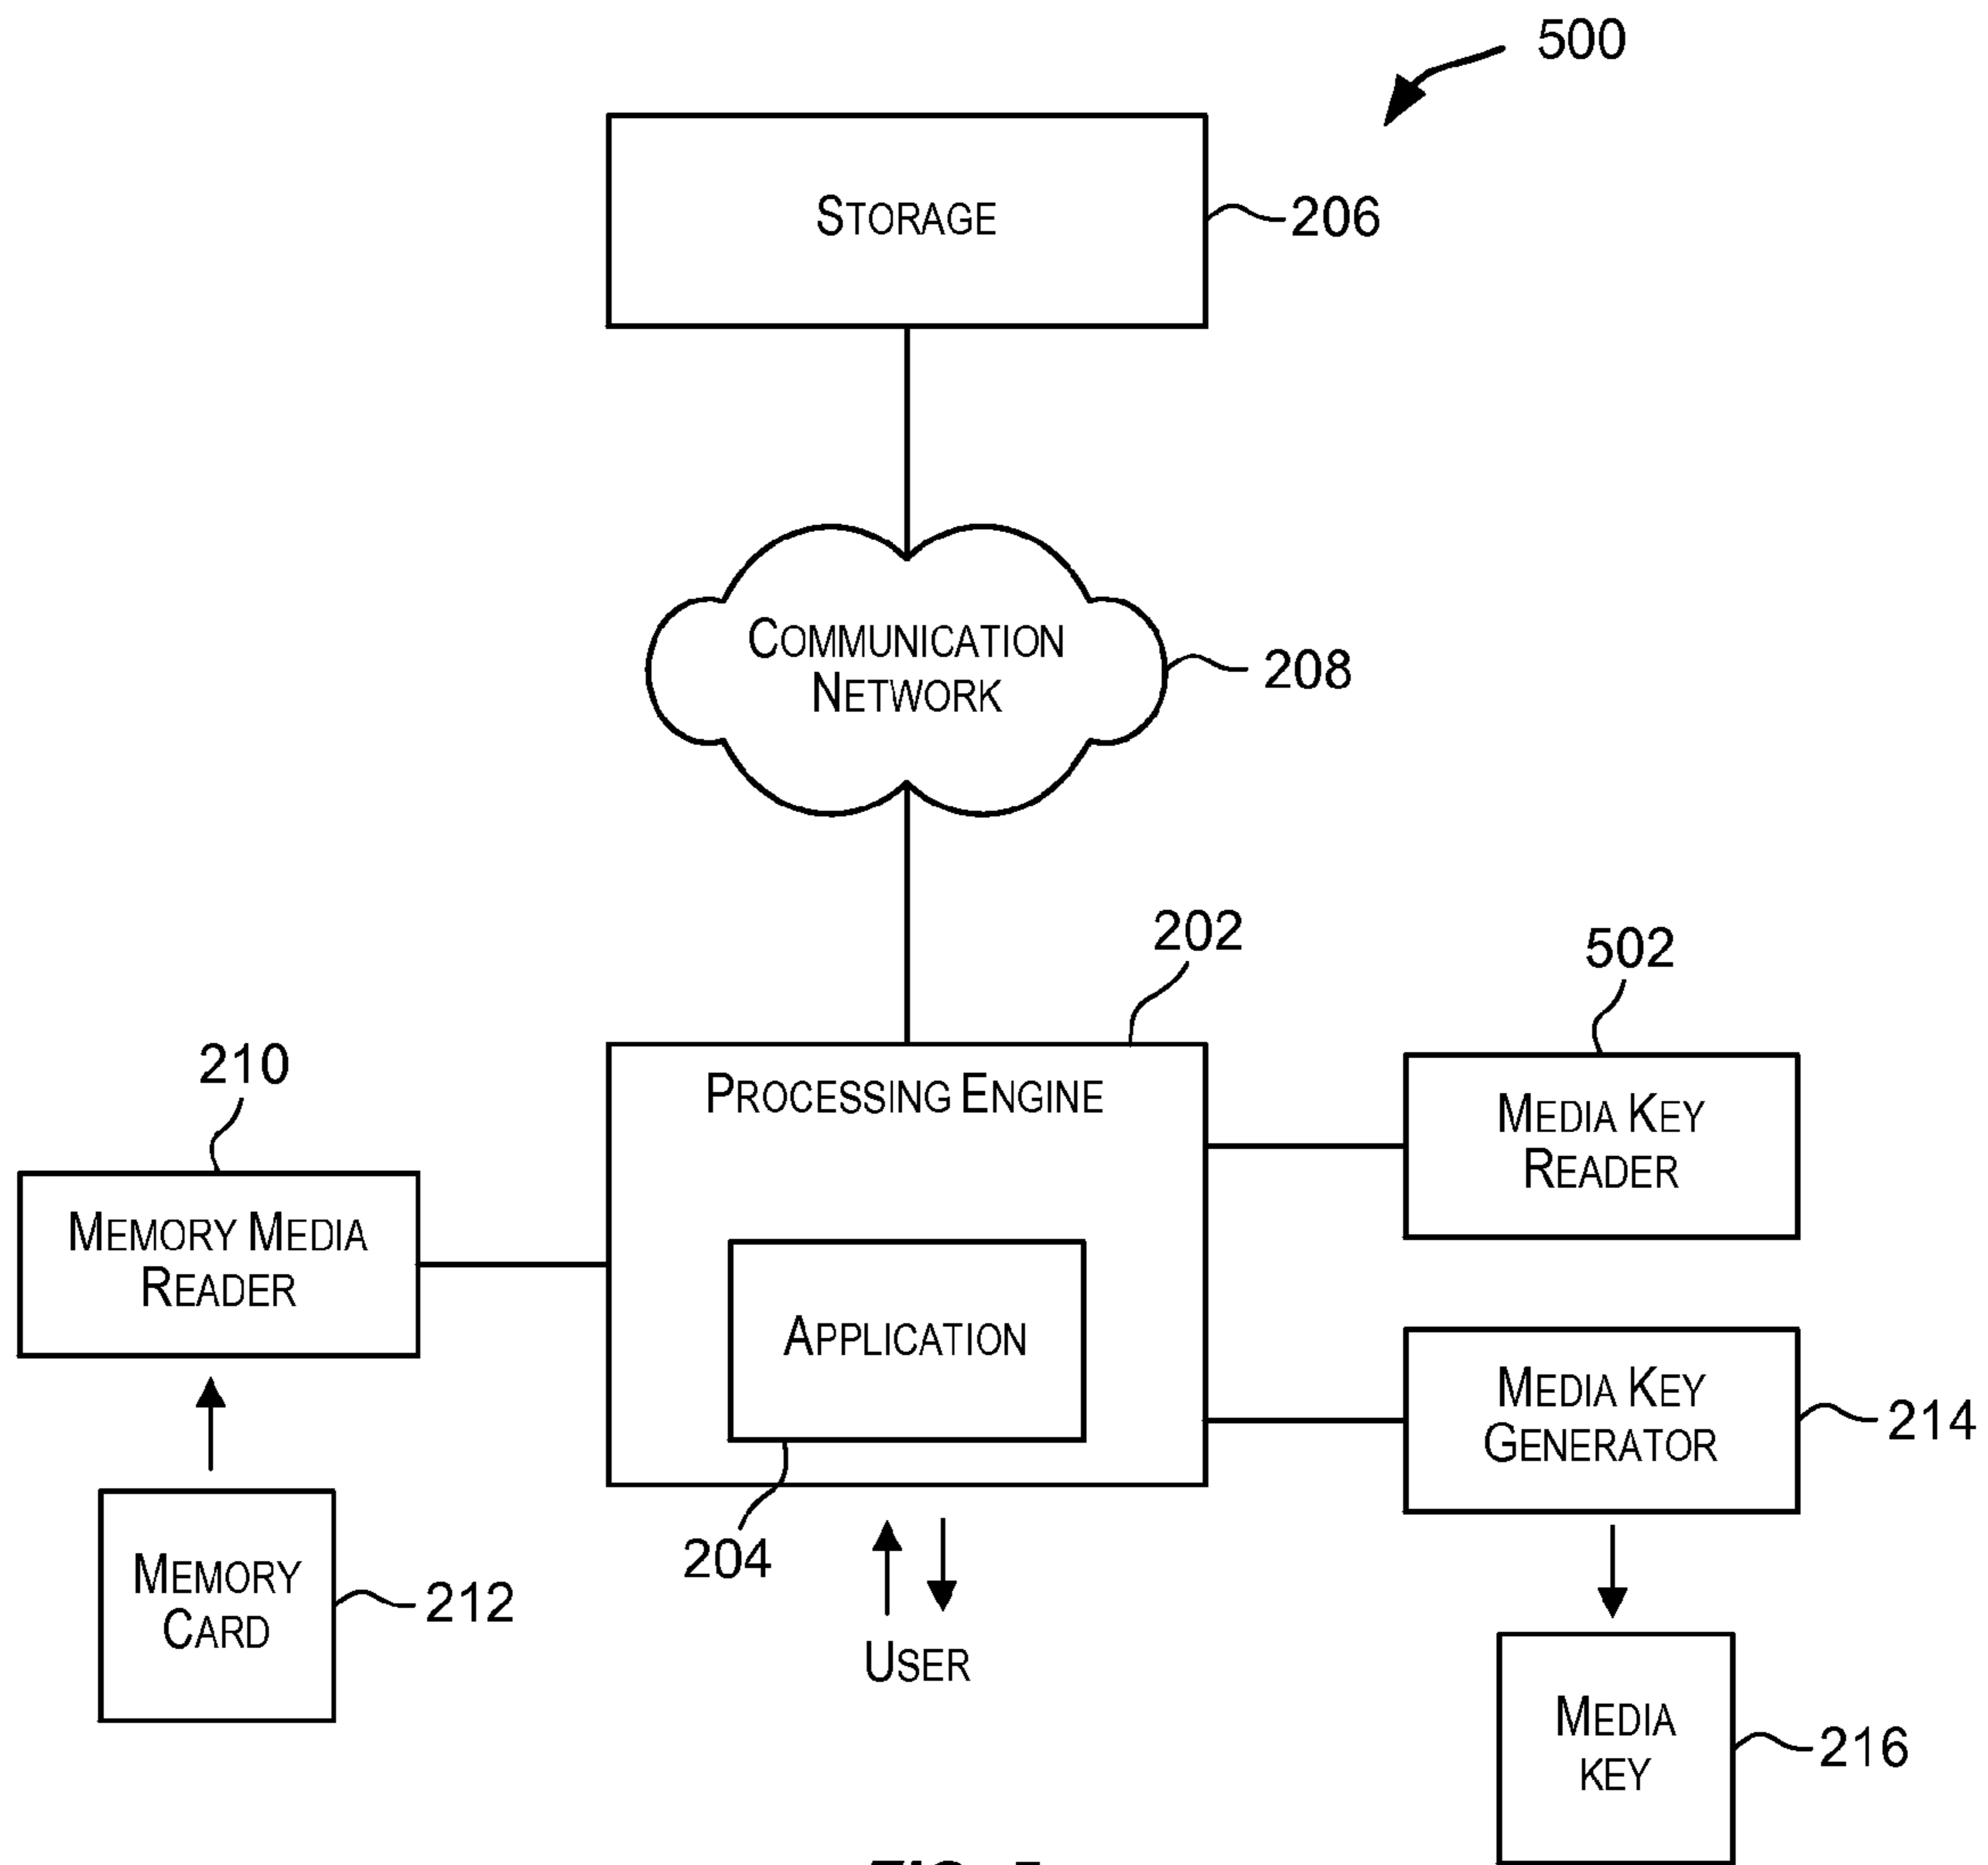 500
STORAGE
206
COMMUNICATION
NETWORK
208
202
502
210
PROCESSING ENGINE
MEDIA KEY
READER
MEMORY MEDIA
READER
APPLICATION
MEDIA KEY
GENERATOR
214
204
MEMORY
CARD
212
USER
MEDIA
KEY
216